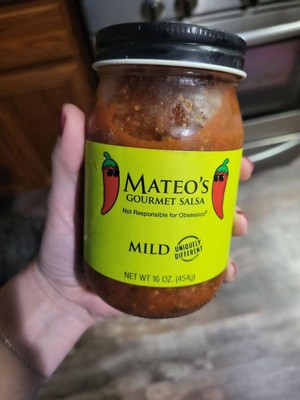 MATEO'S
GOURMET SALSA
Not Responsible for Obsession®
MILD
UNIQUELY
DIFFERENT
NET WT 16 OZ. (454g)